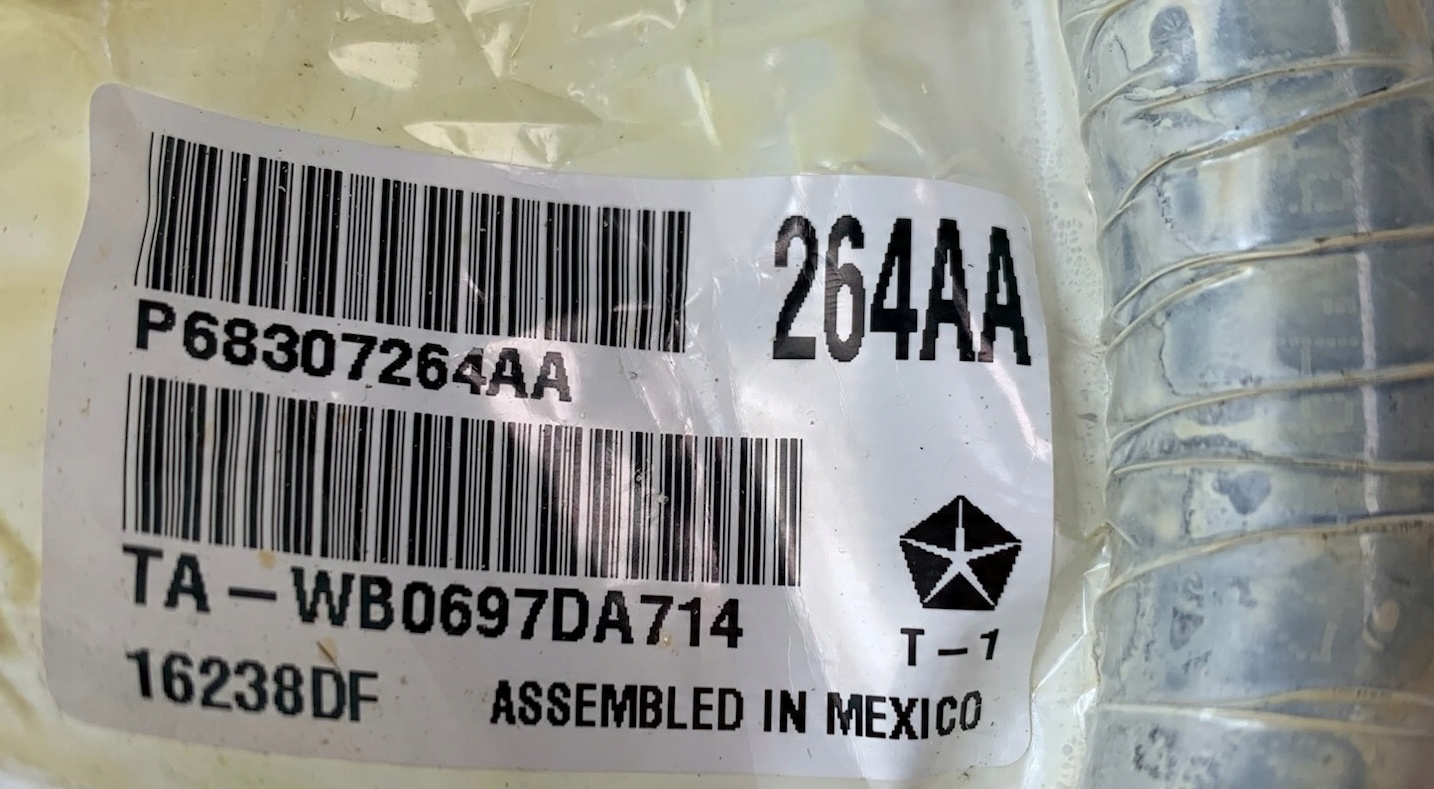 264AA
P68307264AA
TA-WB0697DA714
T-1
16238DF
ASSEMBLED IN MEXICO